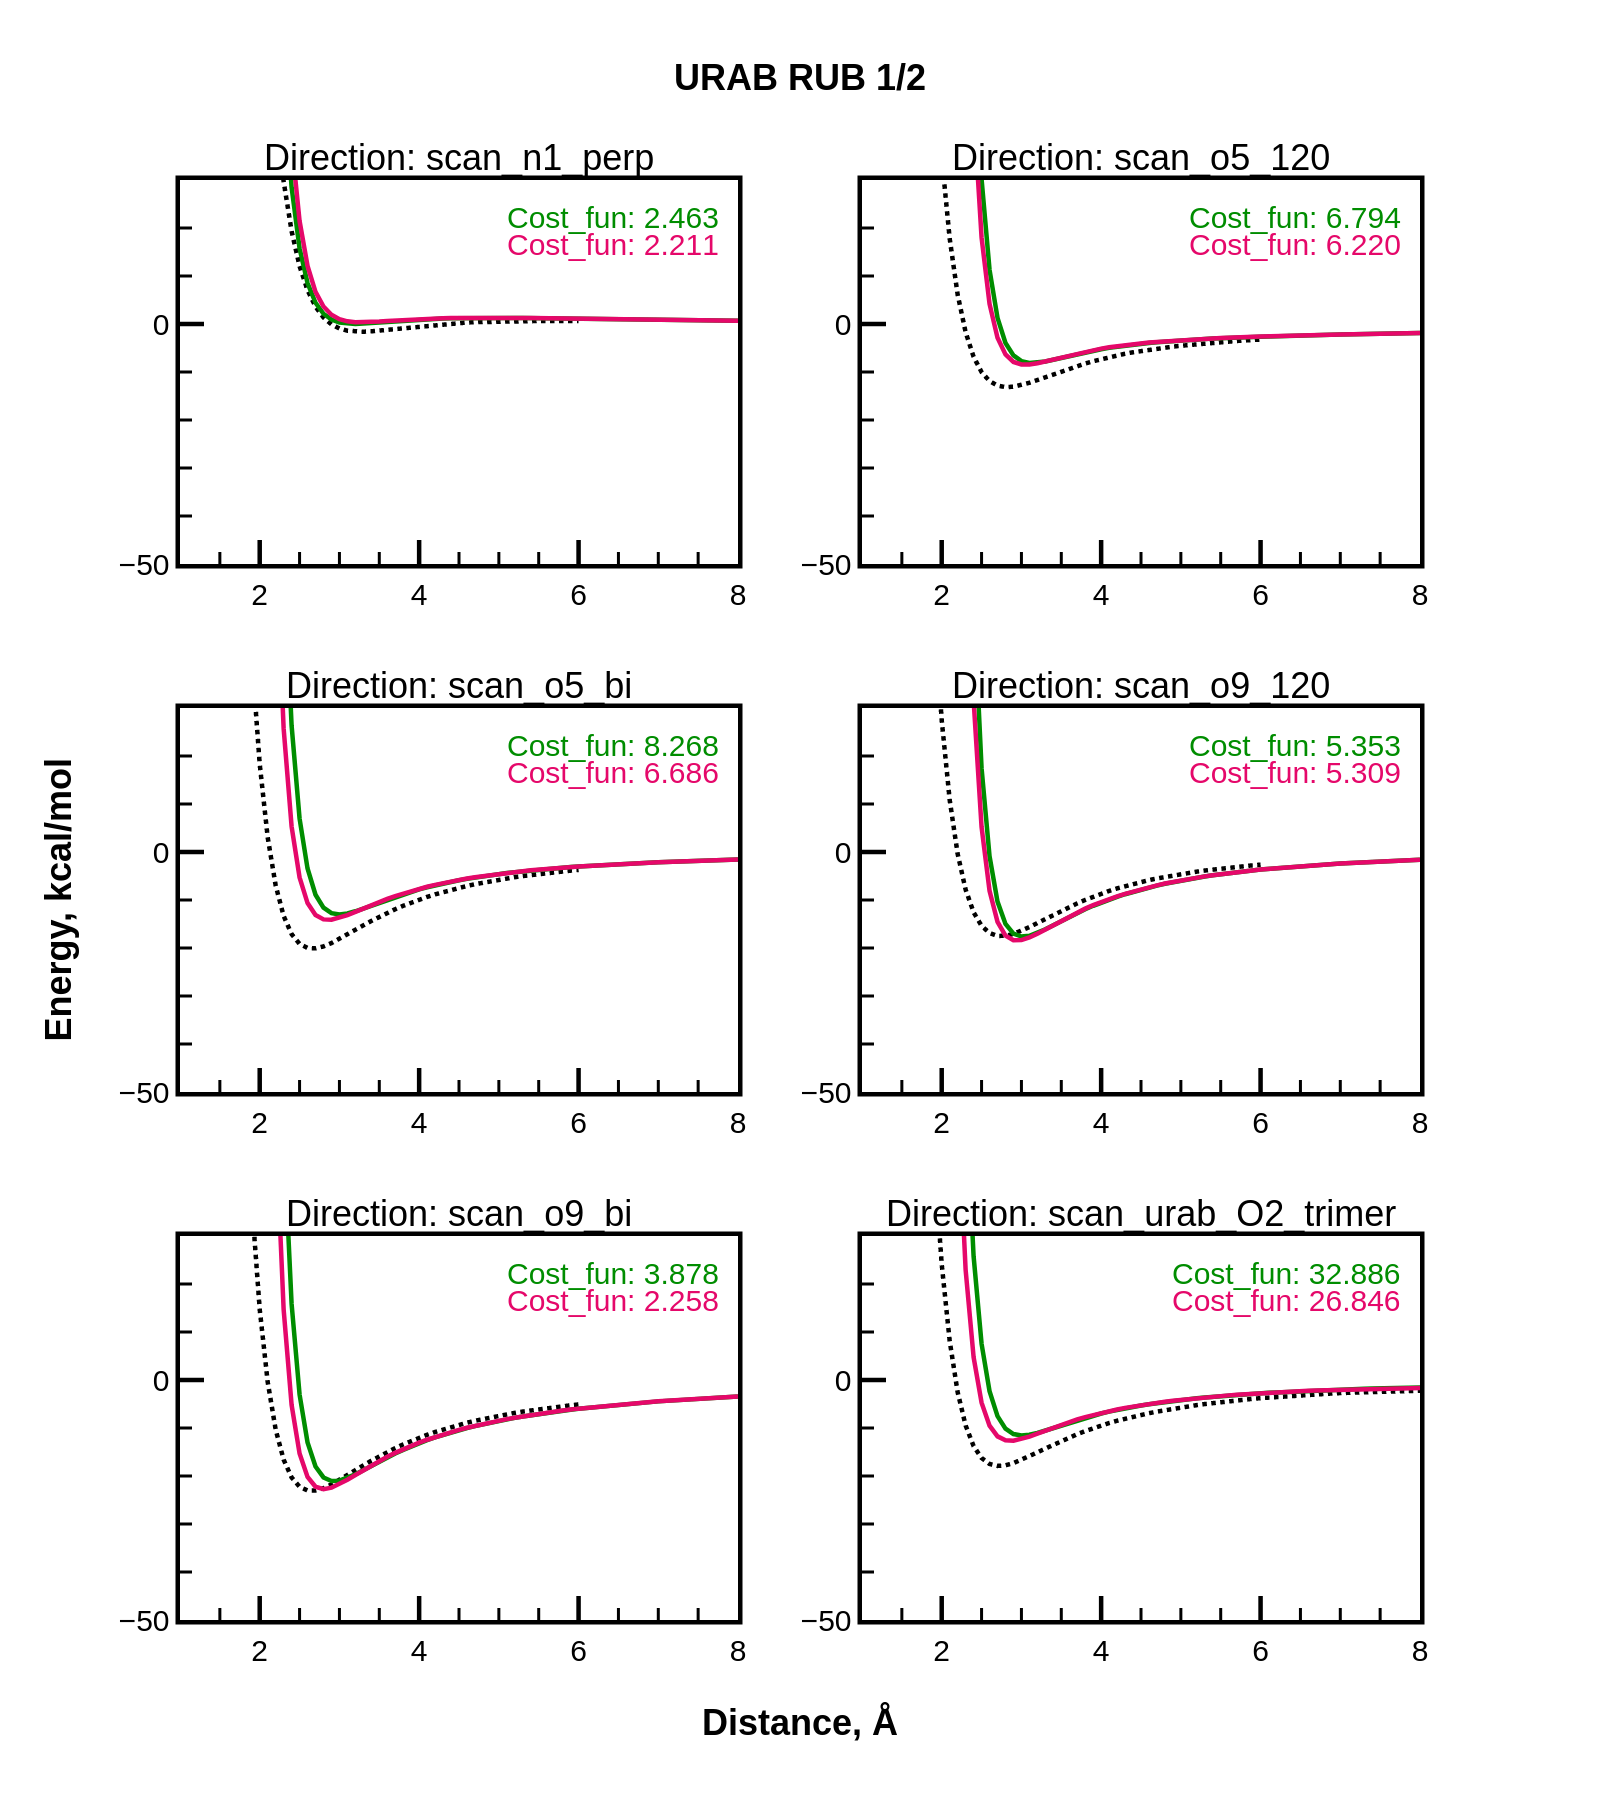 URAB RUB 1/2
Direction: scan_n1_perp
Cost_fun: 2.463
Cost_fun: 2.211
0
−50
2 4 6 8
Direction: scan_o5_120
Cost_fun: 6.794
Cost_fun: 6.220
0
−50
2 4 6 8
Energy, kcal/mol
Direction: scan_o5_bi
Cost_fun: 8.268
Cost_fun: 6.686
0
−50
2 4 6 8
Direction: scan_o9_120
Cost_fun: 5.353
Cost_fun: 5.309
0
−50
2 4 6 8
Direction: scan_o9_bi
Cost_fun: 3.878
Cost_fun: 2.258
0
−50
2 4 6 8
Direction: scan_urab_O2_trimer
Cost_fun: 32.886
Cost_fun: 26.846
0
−50
2 4 6 8
Distance, Å